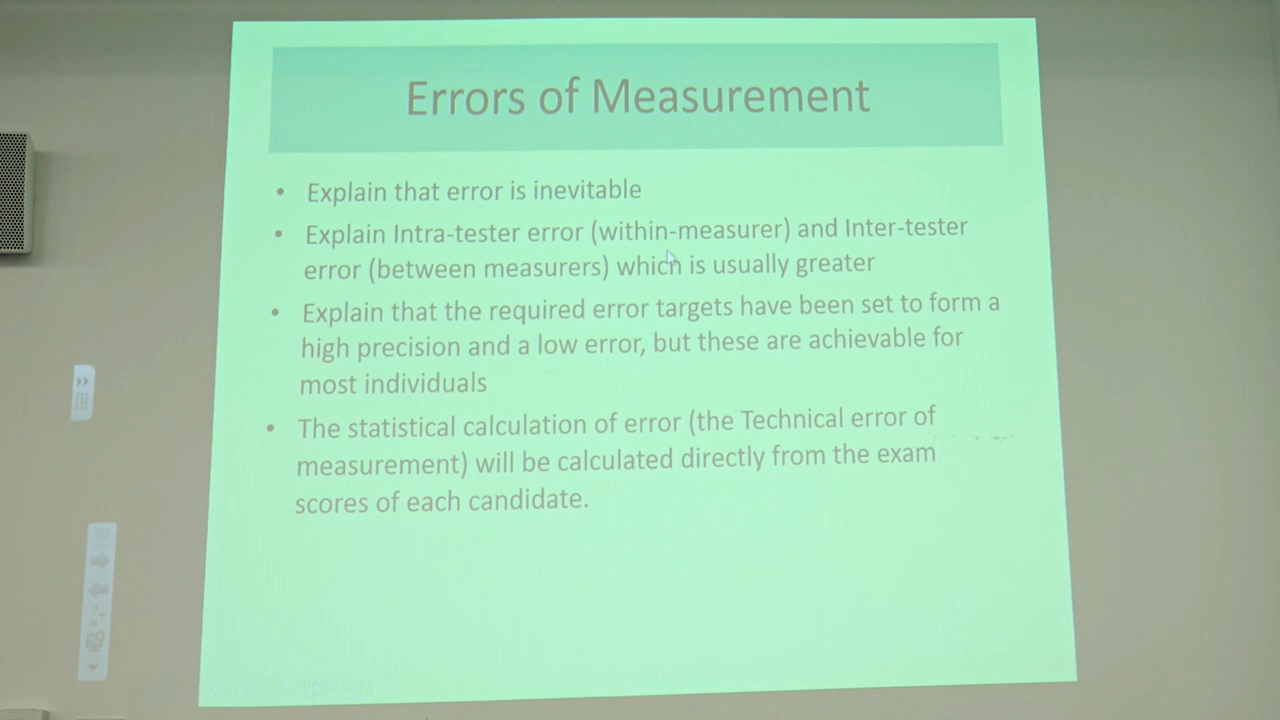 Errors of Measurement
• Explain that error is inevitable
• Explain Intra-tester error (within-measurer) and Inter-tester
error (between measurers) which is usually greater
• Explain that the required error targets have been set to form a
high precision and a low error, but these are achievable for
most individuals
• The statistical calculation of error (the Technical error of
measurement) will be calculated directly from the exam
scores of each candidate.